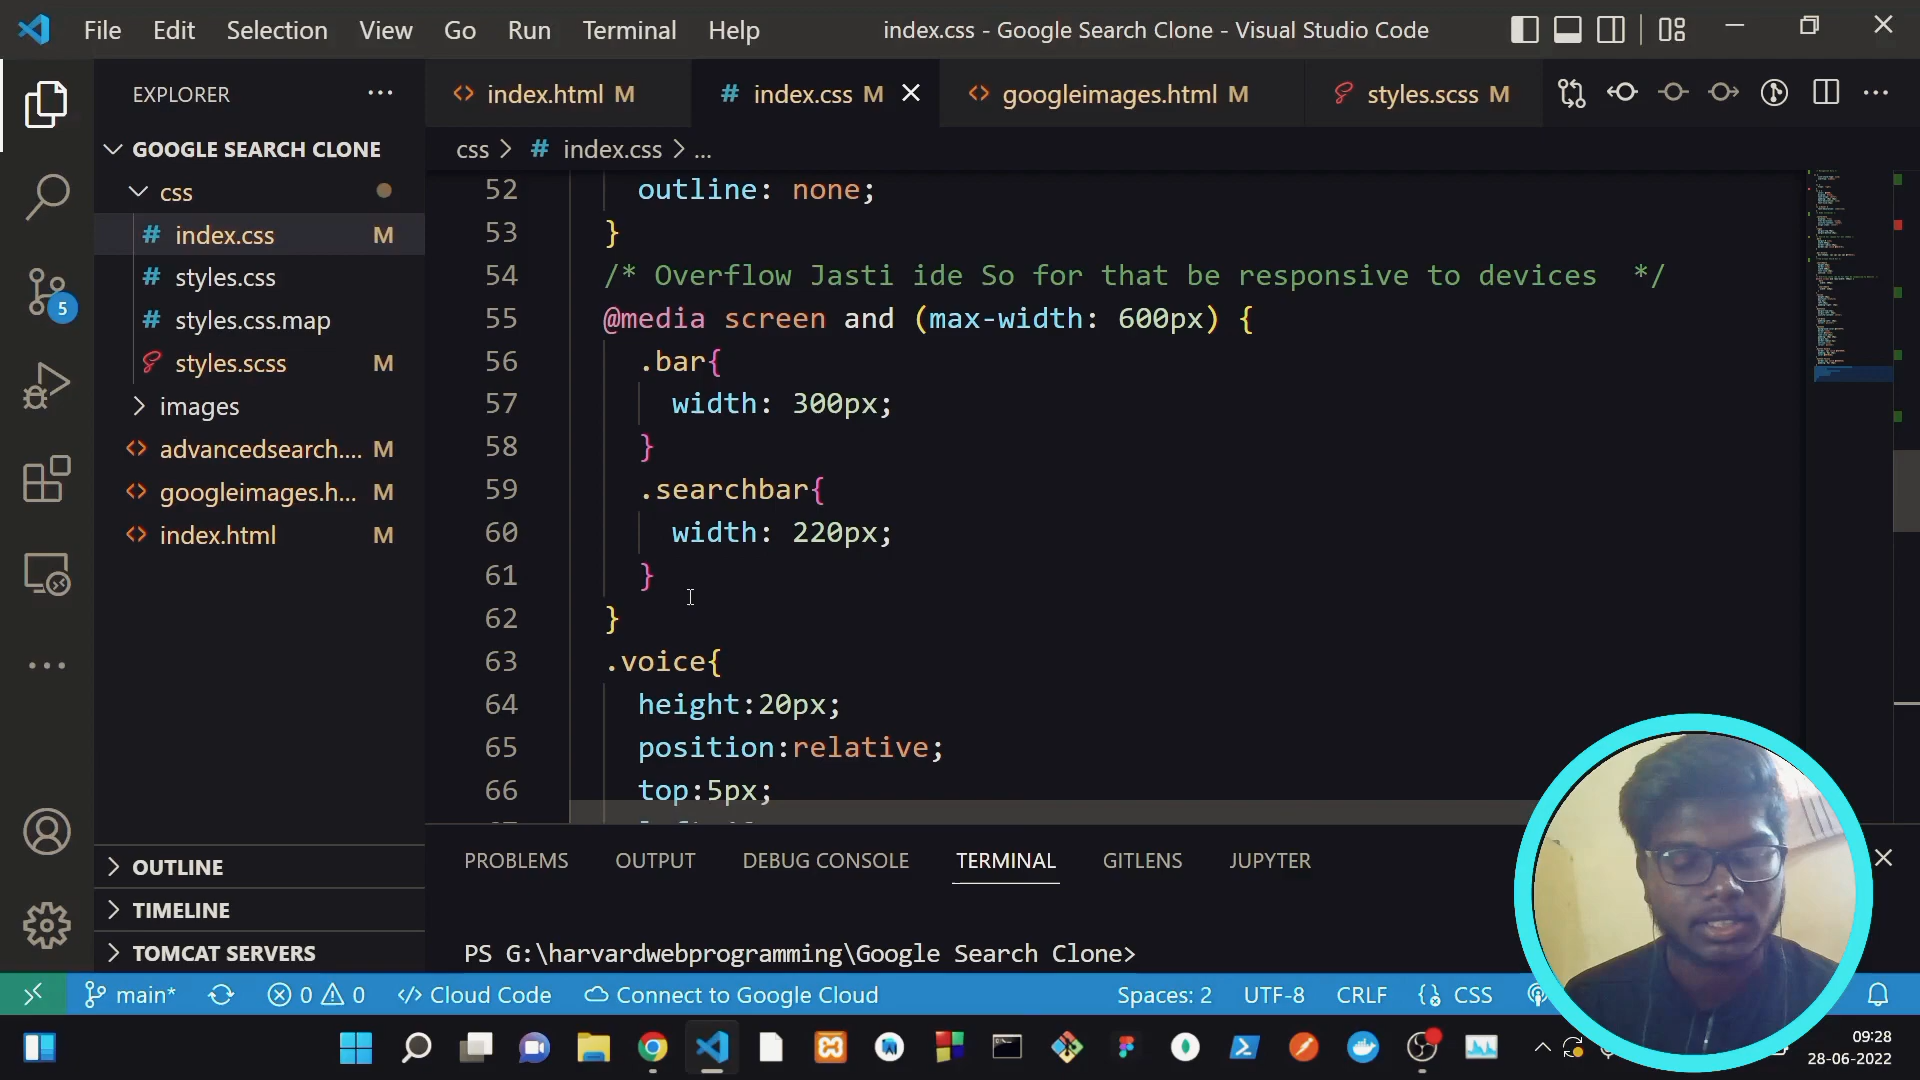 File Edit Selection View Go Run Terminal Help index.css - Google Search Clone - Visual Studio Code
EXPLORER ···
GOOGLE SEARCH CLONE
css
# index.css M
# styles.css
# styles.css.map
styles.scss M
images
<> advancedsearch.... M
<> googleimages.h... M
<> index.html M
OUTLINE
TIMELINE
TOMCAT SERVERS
5
<> index.html M # index.css M <> googleimages.html M styles.scss M
css > # index.css > ...
52 outline: none;
53 }
54 /* Overflow Jasti ide So for that be responsive to devices */
55 @media screen and (max-width: 600px) {
56 .bar{
57 width: 300px;
58 }
59 .searchbar{
60 width: 220px;
61 }
62 }
63 .voice{
64 height:20px;
65 position:relative;
66 top:5px;
PROBLEMS OUTPUT DEBUG CONSOLE TERMINAL GITLENS JUPYTER
PS G:\harvardwebprogramming\Google Search Clone>
main* 0 0 Cloud Code Connect to Google Cloud Spaces: 2 UTF-8 CRLF {} CSS
09:28
28-06-2022